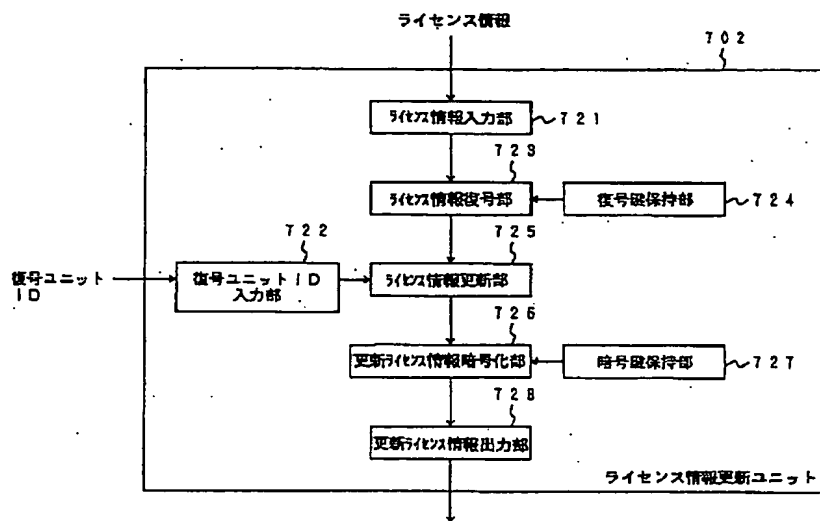 ライセンス情報
702
ライセンス情報入力部
721
723
ライセンス情報復号部
復号鍵保持部
724
722
725
復号ユニット
ID
復号ユニットID
入力部
ライセンス情報更新部
726
更新ライセンス情報暗号化部
暗号鍵保持部
727
728
更新ライセンス情報出力部
ライセンス情報更新ユニット